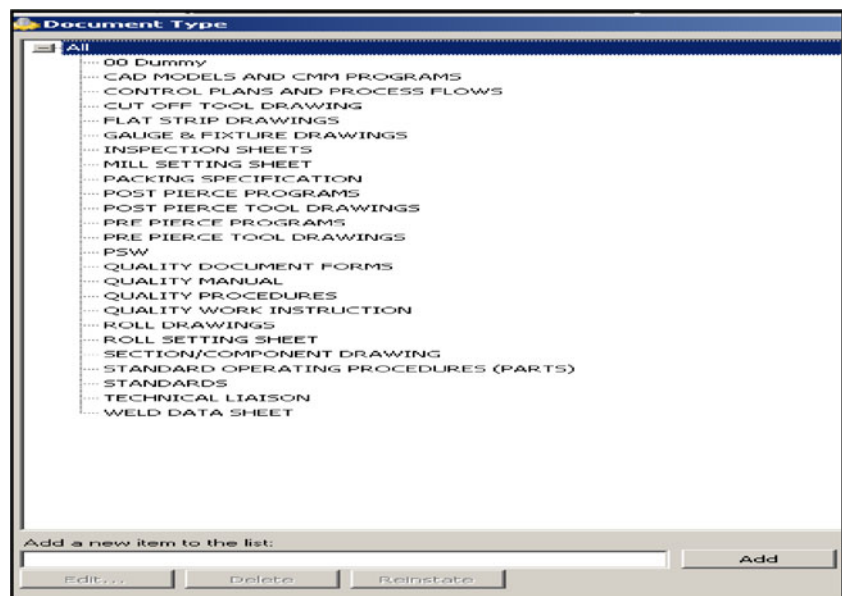 Document Type
All
00 Dummy
CAD MODELS AND CMM PROGRAMS
CONTROL PLANS AND PROCESS FLOWS
CUT OFF TOOL DRAWING
FLAT STRIP DRAWINGS
GAUGE & FIXTURE DRAWINGS
INSPECTION SHEETS
MILL SETTING SHEET
PACKING SPECIFICATION
POST PIERCE PROGRAMS
POST PIERCE TOOL DRAWINGS
PRE PIERCE PROGRAMS
PRE PIERCE TOOL DRAWINGS
PSW
QUALITY DOCUMENT FORMS
QUALITY MANUAL
QUALITY PROCEDURES
QUALITY WORK INSTRUCTION
ROLL DRAWINGS
ROLL SETTING SHEET
SECTION/COMPONENT DRAWING
STANDARD OPERATING PROCEDURES (PARTS)
STANDARDS
TECHNICAL LIAISON
WELD DATA SHEET
Add a new item to the list:
Add
Edit... Delete Reinstate